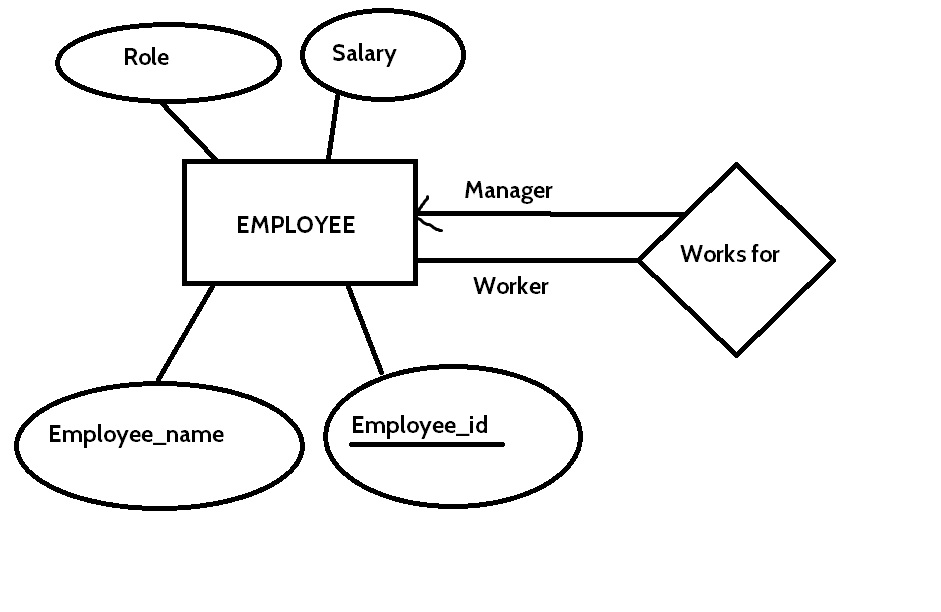 Role
Salary
Manager
EMPLOYEE
Works for
Worker
Employee_name
Employee_id